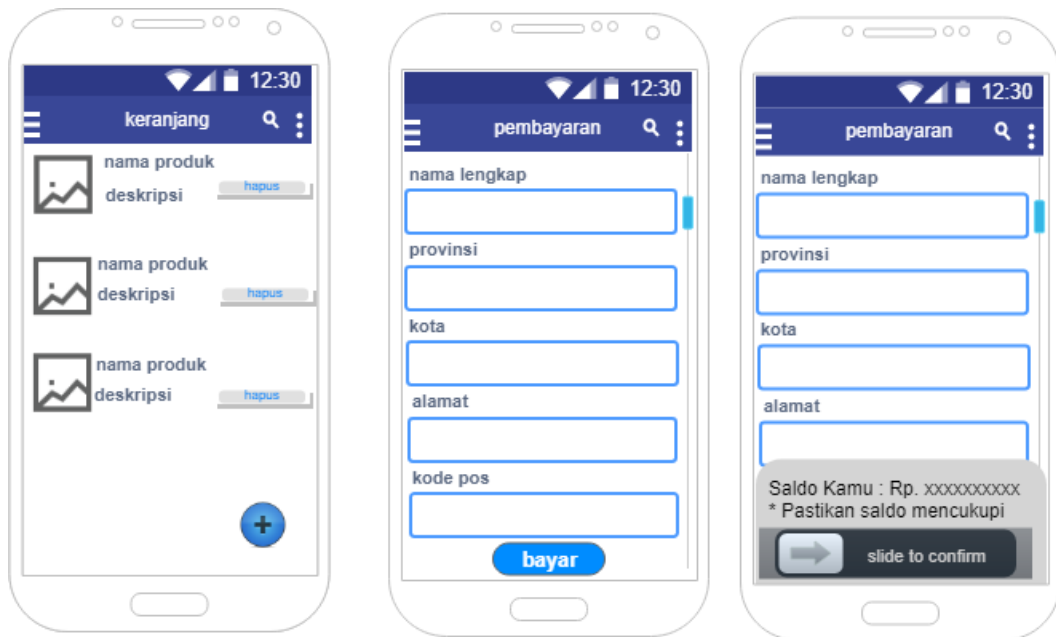 12:30
keranjang
nama produk
deskripsi
hapus
nama produk
deskripsi
hapus
nama produk
deskripsi
hapus
12:30
pembayaran
nama lengkap
provinsi
kota
alamat
kode pos
bayar
12:30
pembayaran
nama lengkap
provinsi
kota
alamat
Saldo Kamu : Rp. xxxxxxxxxx
* Pastikan saldo mencukupi
slide to confirm